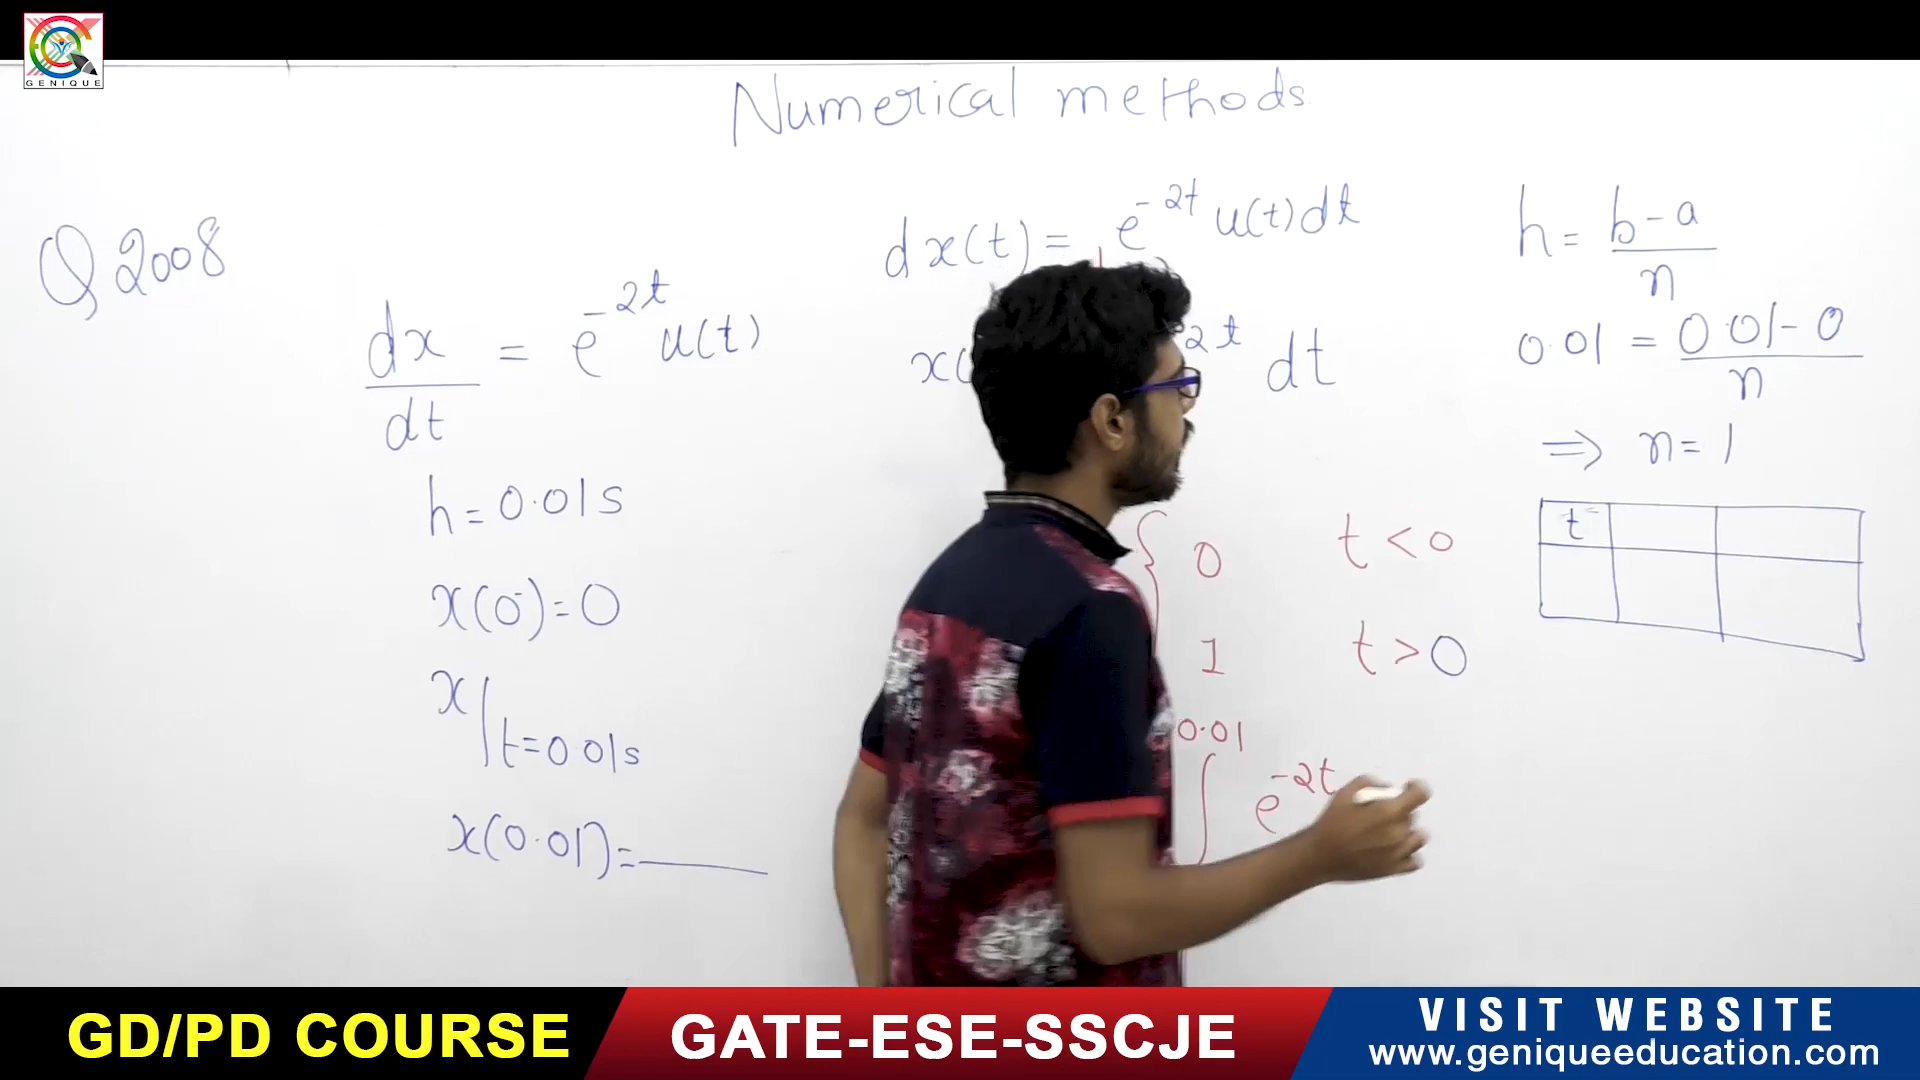 GENIQUE
Numerical methods
Q 2008
dx/dt = e^{-2t} u(t)
h = 0.01s
x(0⁻) = 0
x|t=0.01s
x(0.01) = ____
dx(t) = e^{-2t} u(t)dt
x( 2t dt
{ 0 t < 0
1 t > 0
0.01
∫ e^{-2t}
h = b-a/n
0.01 = 0.01-0/n
⇒ n = 1
t
GD/PD COURSE
GATE-ESE-SSCJE
VISIT WEBSITE
www.geniqueeducation.com